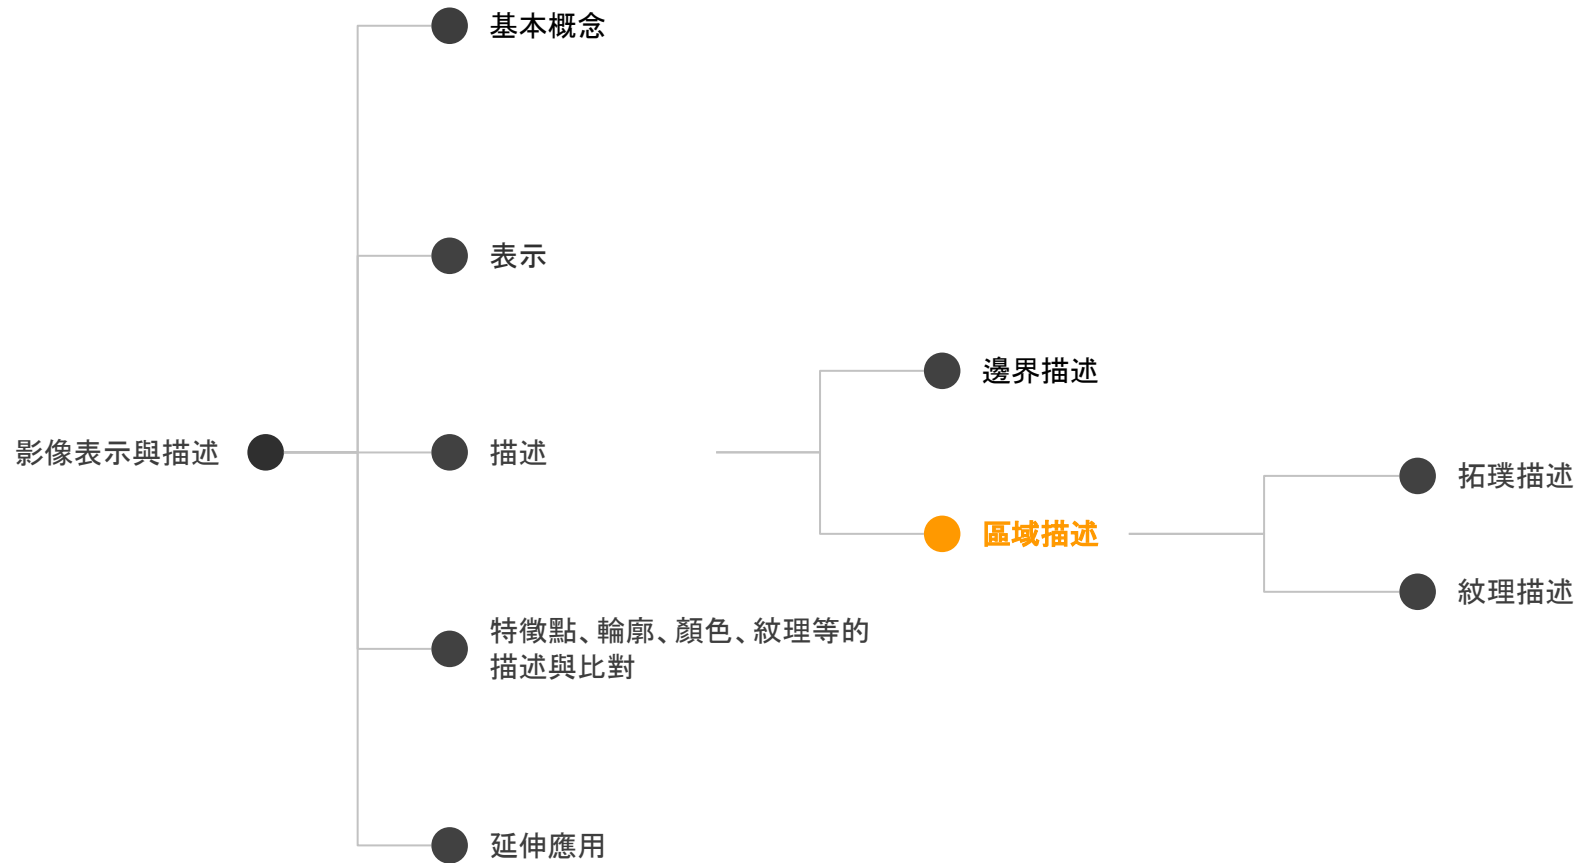 基本概念
表示
邊界描述
影像表示與描述
描述
拓璞描述
區域描述
紋理描述
特徵點、輪廓、顏色、紋理等的
描述與比對
延伸應用